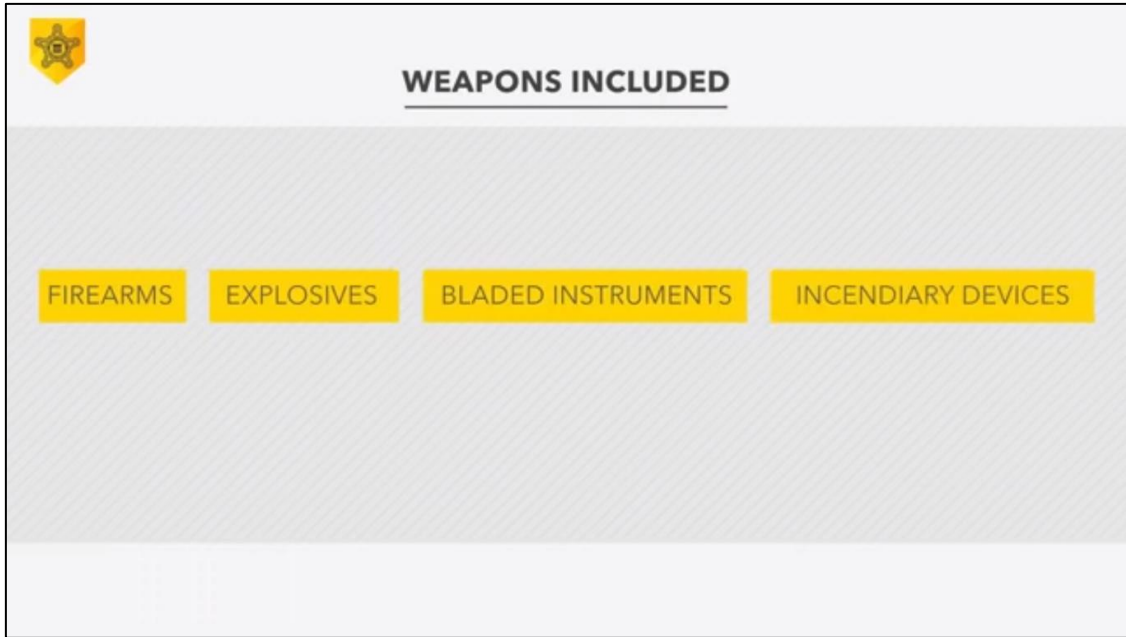 WEAPONS INCLUDED
FIREARMS EXPLOSIVES BLADED INSTRUMENTS INCENDIARY DEVICES